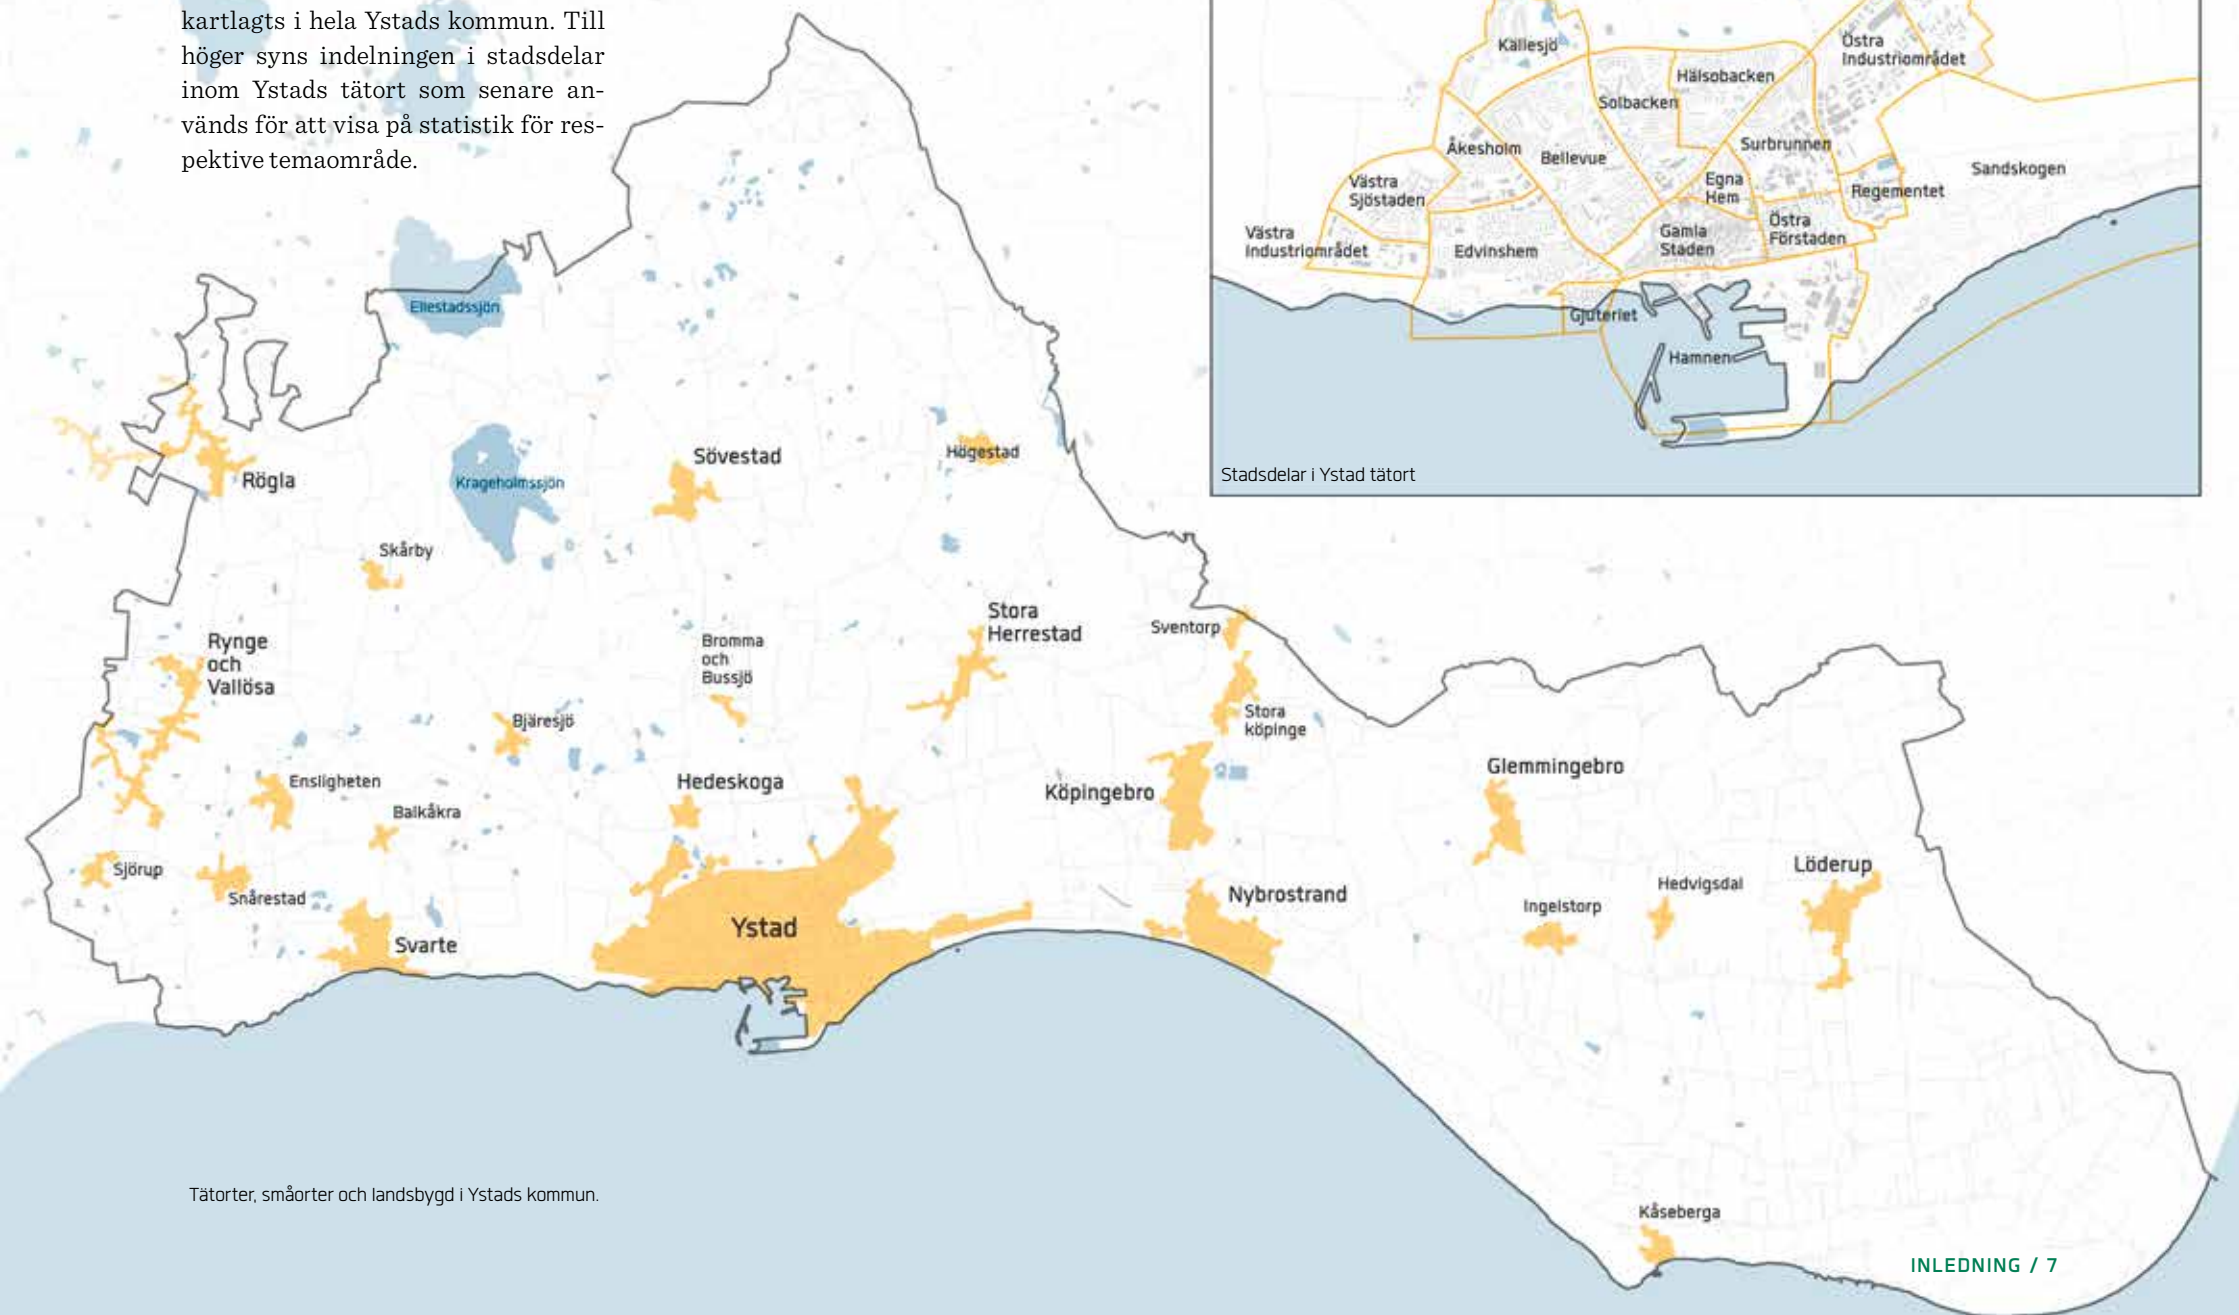 kartlagts i hela Ystads kommun. Till
höger syns indelningen i stadsdelar
inom Ystads tätort som senare an-
vänds för att visa på statistik för res-
pektive temaområde.
Källesjö
Östra
Industriområdet
Hälsobacken
Solbacken
Åkesholm
Bellevue
Surbrunnen
Västra
Sjöstaden
Egna
Hem
Regementet
Sandskogen
Västra
Industriområdet
Edvinshem
Gamla
Staden
Östra
Förstaden
Gjuteriet
Hamnen
Stadsdelar i Ystad tätort
Ellestadssjön
Rögla
Krageholmssjön
Sövestad
Högestad
Skårby
Rynge
och
Vallösa
Bromma
och
Bussjö
Stora
Herrestad
Sventorp
Bjäresjö
Stora
köpinge
Ensligheten
Balkåkra
Hedeskoga
Köpingebro
Glemmingebro
Sjörup
Snårestad
Svarte
Ystad
Nybrostrand
Ingelstorp
Hedvigsdal
Löderup
Kåseberga
Tätorter, småorter och landsbygd i Ystads kommun.
INLEDNING / 7